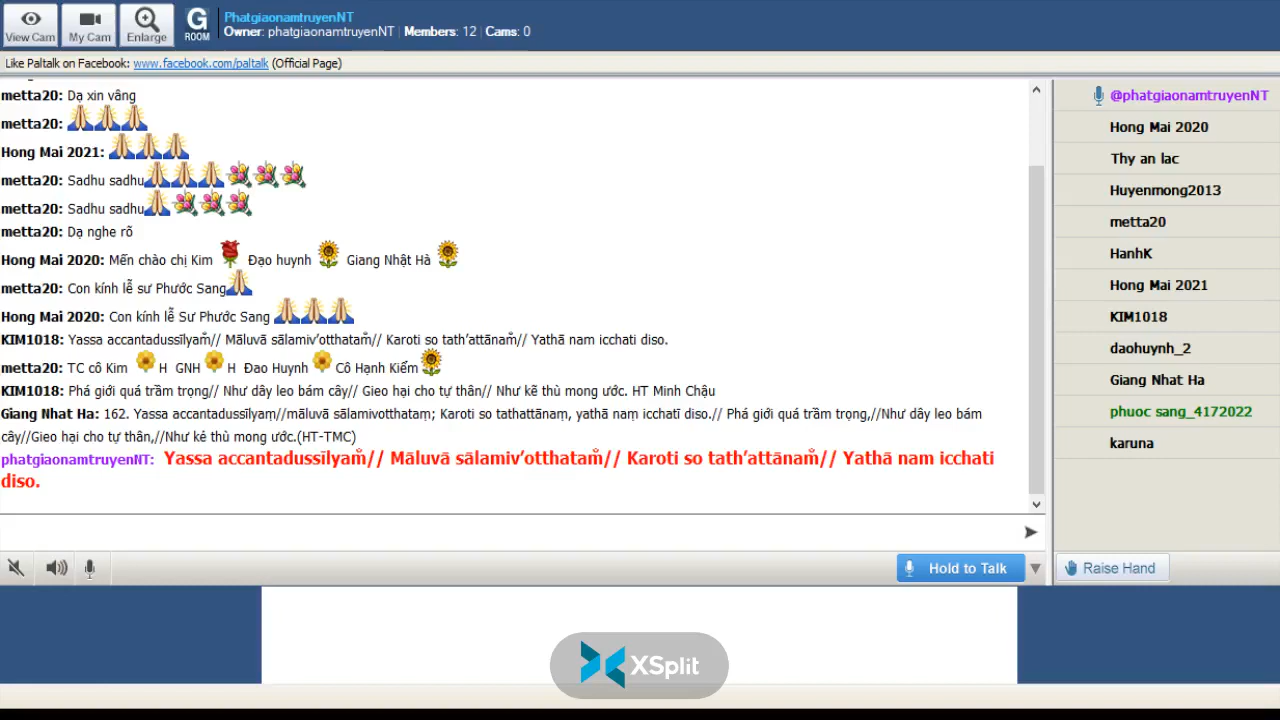 PhatgiaonamtruyenNT
Owner: phatgiaonamtruyenNT | Members: 12 | Cams: 0
View Cam
My Cam
Enlarge
G
ROOM
Like Paltalk on Facebook: www.facebook.com/paltalk (Official Page)
metta20: Dạ xin vâng
metta20:
Hong Mai 2021:
metta20: Sadhu sadhu
metta20: Sadhu sadhu
metta20: Dạ nghe rõ
Hong Mai 2020: Mến chào chị Kim Đạo huynh Giang Nhật Hà
metta20: Con kính lễ sư Phước Sang
Hong Mai 2020: Con kính lễ Sư Phước Sang
KIM1018: Yassa accantadussīlyam̐// Māluvā sālamiv’otthatam̐// Karoti so tath’attānam̐// Yathā nam icchati diso.
metta20: TC cô Kim H GNH H Đao Huynh Cô Hạnh Kiểm
KIM1018: Phá giới quá trầm trọng// Như dây leo bám cây// Gieo hại cho tự thân// Như kẽ thù mong ước. HT Minh Châu
Giang Nhat Ha: 162. Yassa accantadussīlyaṃ//māluvā sālamivotthataṃ; Karoti so tathattānaṃ, yathā naṃ icchatī diso.// Phá giới quá trầm trọng,//Như dây leo bám
cây//Gieo hại cho tự thân,//Như kẻ thù mong ước.(HT-TMC)
phatgiaonamtruyenNT: Yassa accantadussīlyam̐// Māluvā sālamiv’otthatam̐// Karoti so tath’attānam̐// Yathā nam icchati
diso.
Hold to Talk
@phatgiaonamtruyenNT
Hong Mai 2020
Thy an lac
Huyenmong2013
metta20
HanhK
Hong Mai 2021
KIM1018
daohuynh_2
Giang Nhat Ha
phuoc sang_4172022
karuna
Raise Hand
XSplit